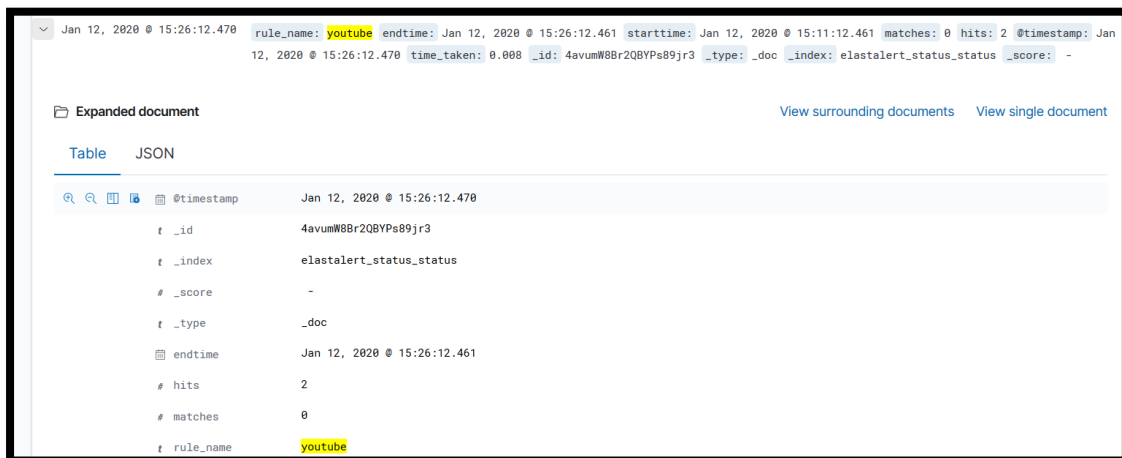 Jan 12, 2020 @ 15:26:12.470 rule_name: youtube endtime: Jan 12, 2020 @ 15:26:12.461 starttime: Jan 12, 2020 @ 15:11:12.461 matches: 0 hits: 2 @timestamp: Jan
12, 2020 @ 15:26:12.470 time_taken: 0.008 _id: 4avumW8Br2QBYPs89jr3 _type: _doc _index: elastalert_status_status _score: -
Expanded document View surrounding documents View single document
Table JSON
@timestamp Jan 12, 2020 @ 15:26:12.470
t _id 4avumW8Br2QBYPs89jr3
t _index elastalert_status_status
# _score -
t _type _doc
endtime Jan 12, 2020 @ 15:26:12.461
# hits 2
# matches 0
t rule_name youtube